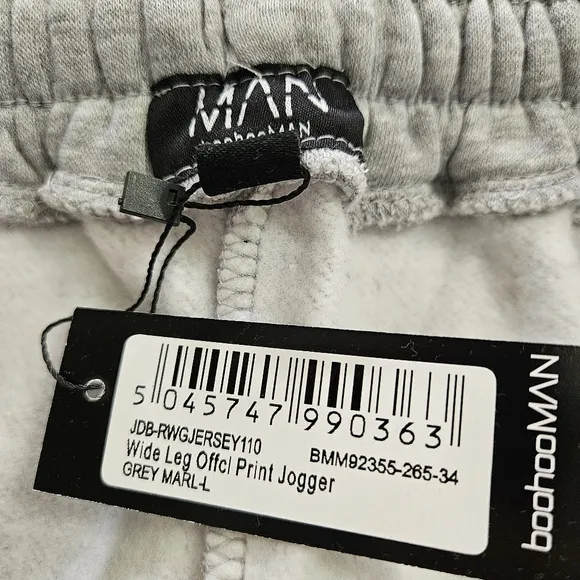 MAN
boohooMAN
5 045747 990363
JDB-RWGJERSEY110
BMM92355-265-34
Wide Leg Offcl Print Jogger
GREY MARL-L
boohooMAN